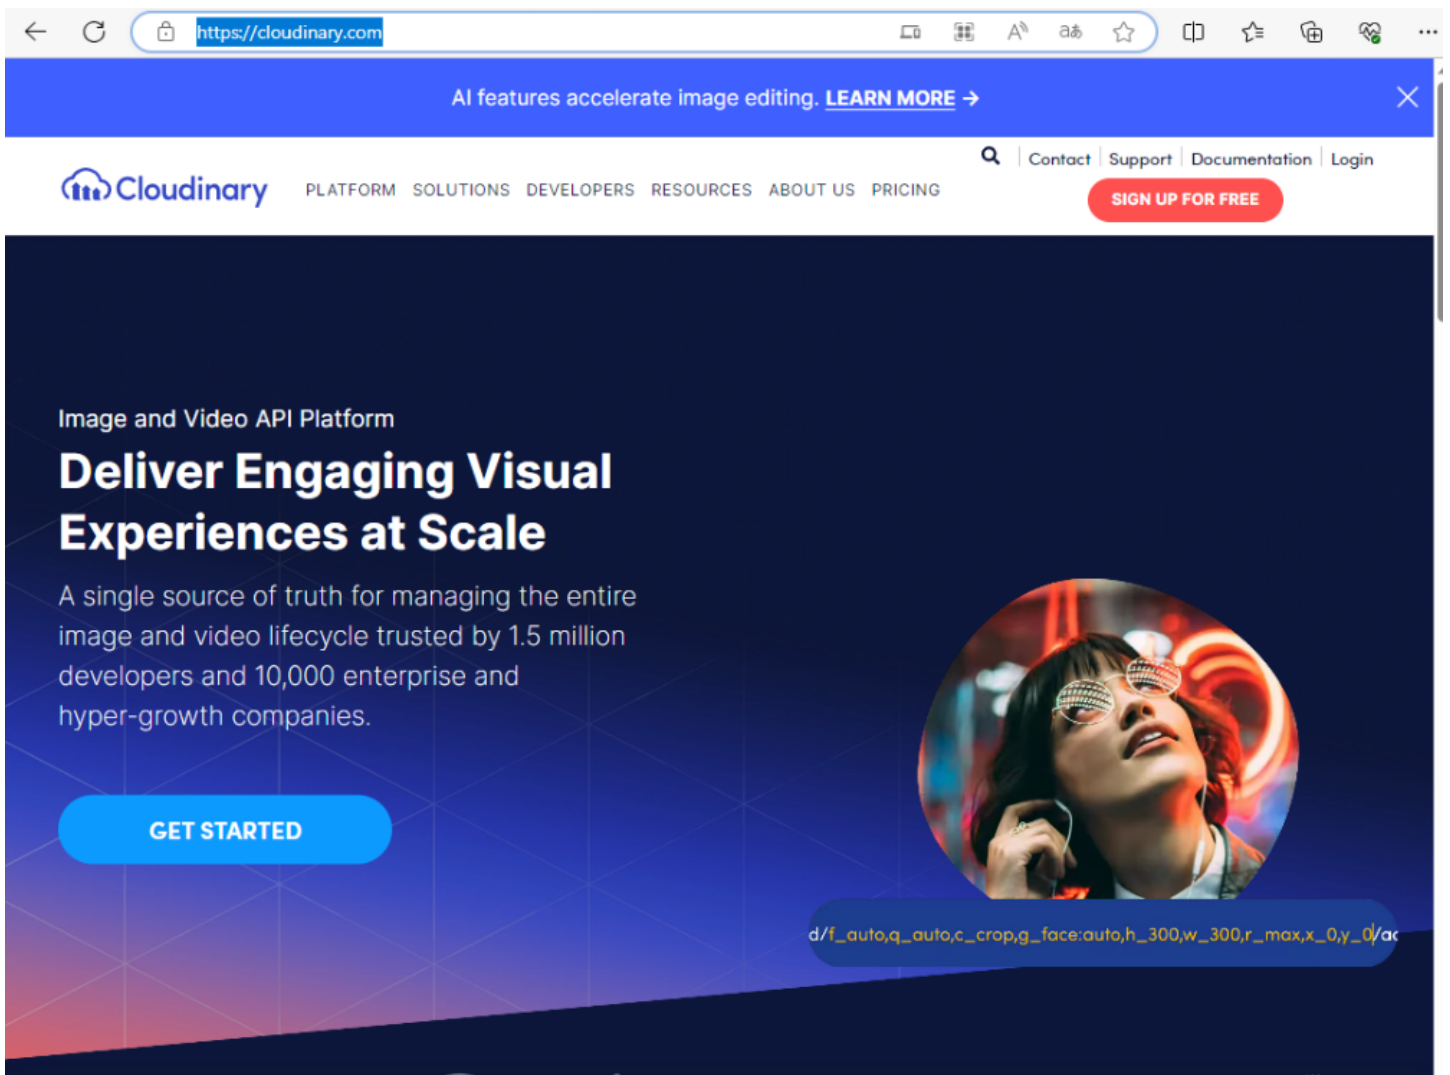 https://cloudinary.com
AI features accelerate image editing. LEARN MORE →
Contact Support Documentation Login
Cloudinary PLATFORM SOLUTIONS DEVELOPERS RESOURCES ABOUT US PRICING
SIGN UP FOR FREE
Image and Video API Platform
Deliver Engaging Visual
Experiences at Scale
A single source of truth for managing the entire
image and video lifecycle trusted by 1.5 million
developers and 10,000 enterprise and
hyper-growth companies.
GET STARTED
d/f_auto,q_auto,c_crop,g_face:auto,h_300,w_300,r_max,x_0,y_0/ac